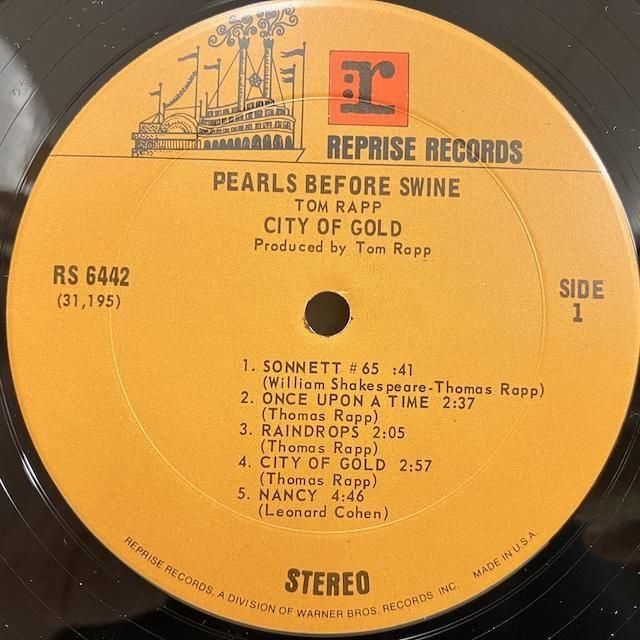 :r
REPRISE RECORDS
PEARLS BEFORE SWINE
TOM RAPP
CITY OF GOLD
Produced by Tom Rapp
RS 6442
(31,195)
SIDE
1
1. SONNETT # 65 :41
(William Shakespeare-Thomas Rapp)
2. ONCE UPON A TIME 2:37
(Thomas Rapp)
3. RAINDROPS 2:05
(Thomas Rapp)
4. CITY OF GOLD 2:57
(Thomas Rapp)
5. NANCY 4:46
(Leonard Cohen)
STEREO
REPRISE RECORDS, A DIVISION OF WARNER BROS. RECORDS INC. MADE IN U.S.A.